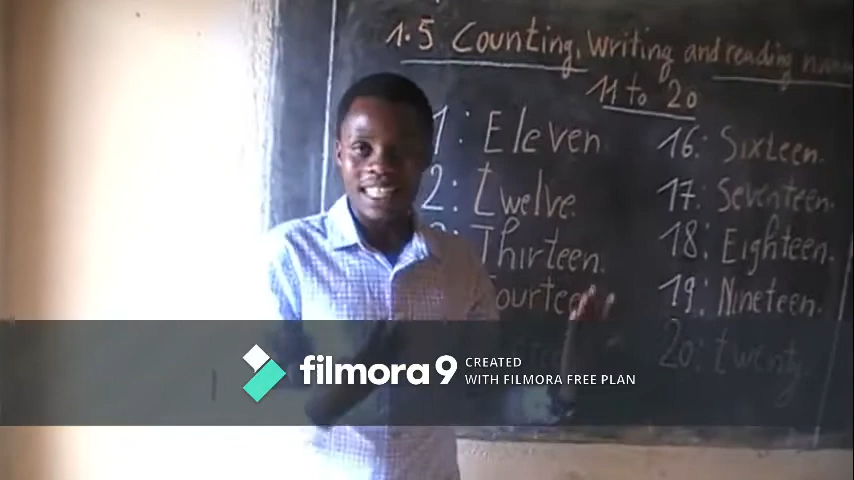 1.5 Counting, Writing and reading
11 to 20
1: Eleven
2: twelve
Thirteen.
ourteen
16: Sixteen.
17: Seventeen.
18: Eighteen.
19: Nineteen.
20: twenty.
filmora9 CREATED
WITH FILMORA FREE PLAN